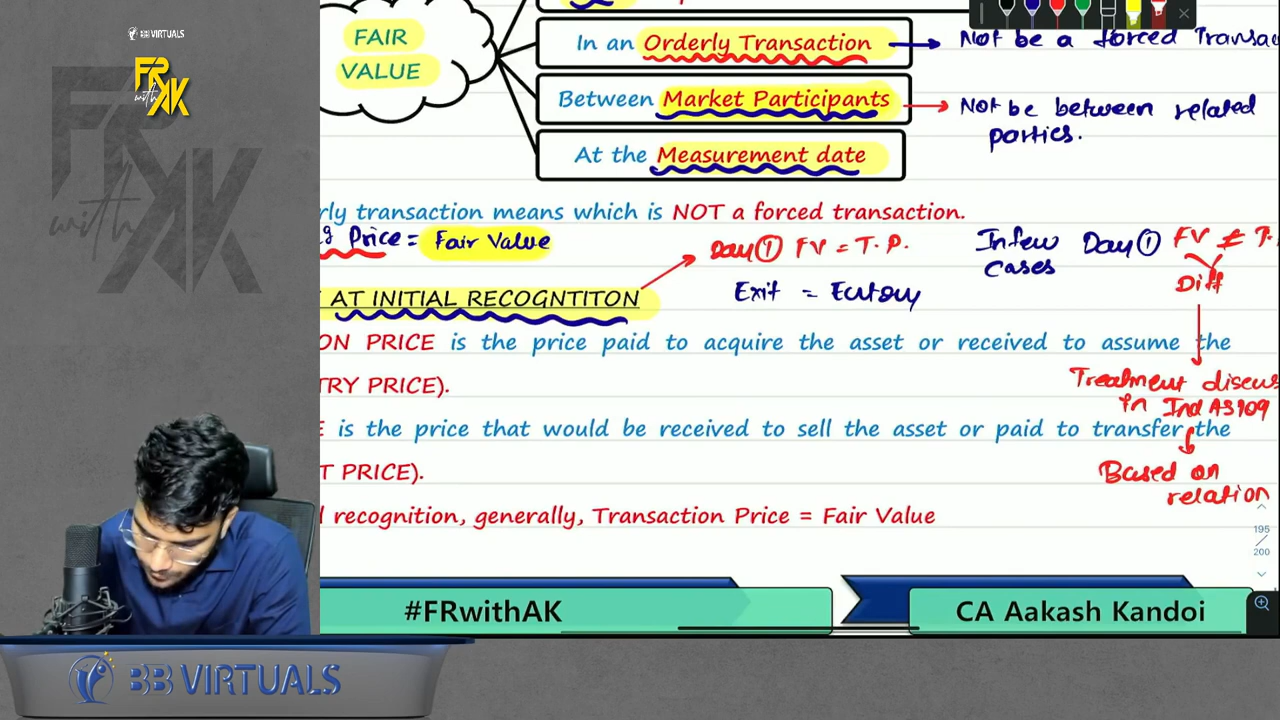 BB VIRTUALS
FR
with
AK
FAIR
VALUE
In an Orderly Transaction
Not be a forced Transac
Between Market Participants
Not be between related
parties.
At the Measurement date
rly transaction means which is NOT a forced transaction.
Price = Fair Value
Day 1 FV = T.P.
Exit = Entry
In few
cases
Day 1 FV ≠ T.
Diff
AT INITIAL RECOGNTITON
ON PRICE is the price paid to acquire the asset or received to assume the
TRY PRICE).
Treatment discus
in Ind AS 109
E is the price that would be received to sell the asset or paid to transfer the
T PRICE).
Based on
relation
l recognition, generally, Transaction Price = Fair Value
195
200
#FRwithAK
CA Aakash Kandoi
BB VIRTUALS